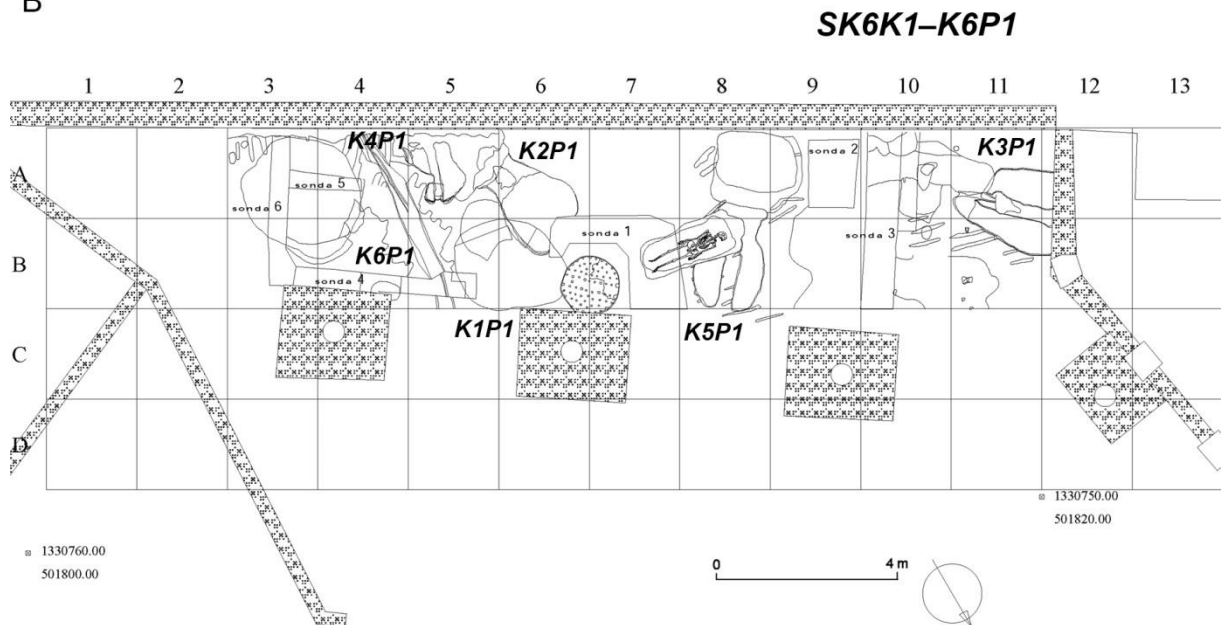 B
SK6K1–K6P1
1 2 3 4 5 6 7 8 9 10 11 12 13
K4P1 K2P1 sonda 2 K3P1
A
sonda 5
sonda 6
sonda 1 sonda 3
B K6P1
sonda 4
K1P1 K5P1
C
D
1330750.00
501820.00
1330760.00
501800.00
0 4 m